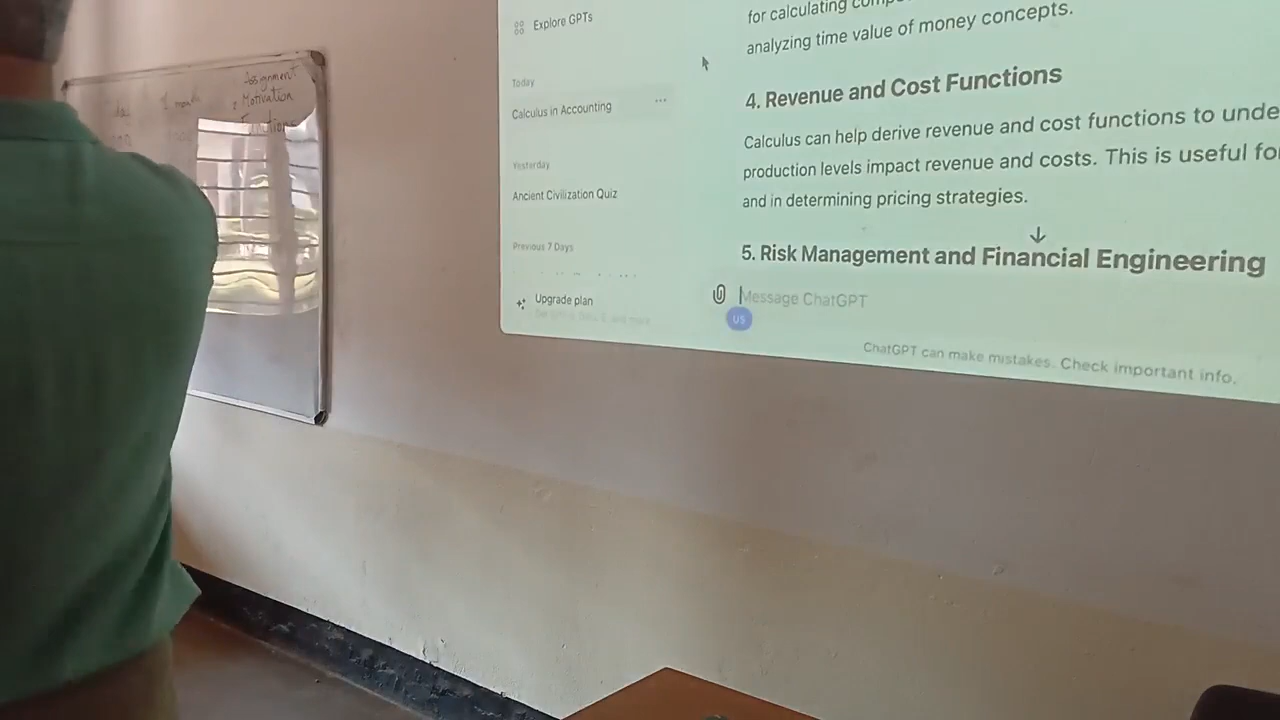 Assignment
: Motivation
Functions
Explore GPTs
Today
Calculus in Accounting
...
Yesterday
Ancient Civilization Quiz
Previous 7 Days
Upgrade plan
for calculating
analyzing time value of money concepts.
4. Revenue and Cost Functions
Calculus can help derive revenue and cost functions to unde
production levels impact revenue and costs. This is useful fo
and in determining pricing strategies.
5. Risk Management and Financial Engineering
Message ChatGPT
US
ChatGPT can make mistakes. Check important info.